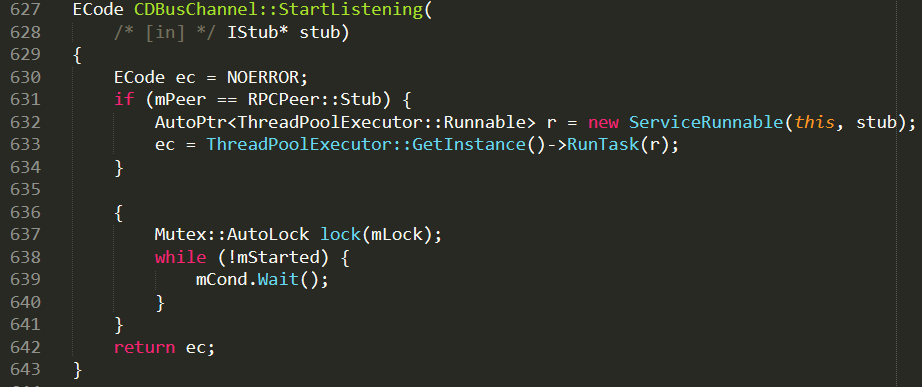 627 ECode CDBusChannel::StartListening(
628     /* [in] */ IStub* stub)
629 {
630     ECode ec = NOERROR;
631     if (mPeer == RPCPeer::Stub) {
632         AutoPtr<ThreadPoolExecutor::Runnable> r = new ServiceRunnable(this, stub);
633         ec = ThreadPoolExecutor::GetInstance()->RunTask(r);
634     }
635
636     {
637         Mutex::AutoLock lock(mLock);
638         while (!mStarted) {
639             mCond.Wait();
640         }
641     }
642     return ec;
643 }